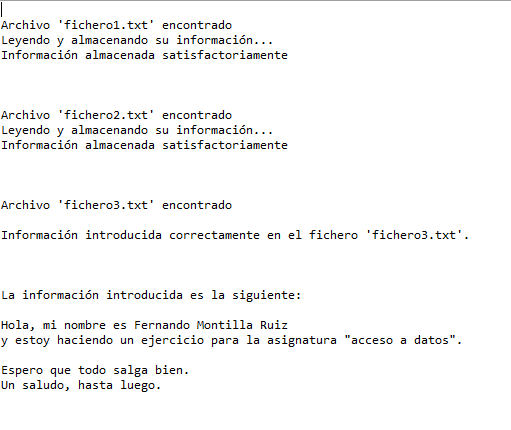 Archivo 'fichero1.txt' encontrado
Leyendo y almacenando su información...
Información almacenada satisfactoriamente
Archivo 'fichero2.txt' encontrado
Leyendo y almacenando su información...
Información almacenada satisfactoriamente
Archivo 'fichero3.txt' encontrado
Información introducida correctamente en el fichero 'fichero3.txt'.
La información introducida es la siguiente:
Hola, mi nombre es Fernando Montilla Ruiz
y estoy haciendo un ejercicio para la asignatura "acceso a datos".
Espero que todo salga bien.
Un saludo, hasta luego.